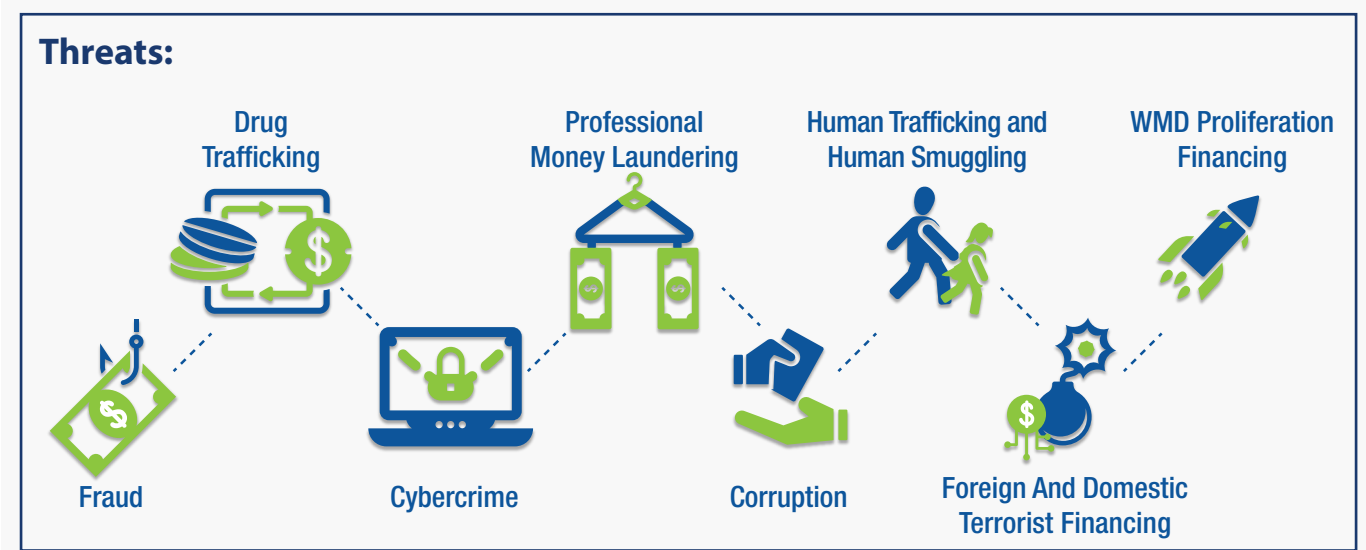 Threats:
Drug
Trafficking
Professional
Money Laundering
Human Trafficking and
Human Smuggling
WMD Proliferation
Financing
$
$
$
Fraud
Cybercrime
Corruption
Foreign And Domestic
Terrorist Financing